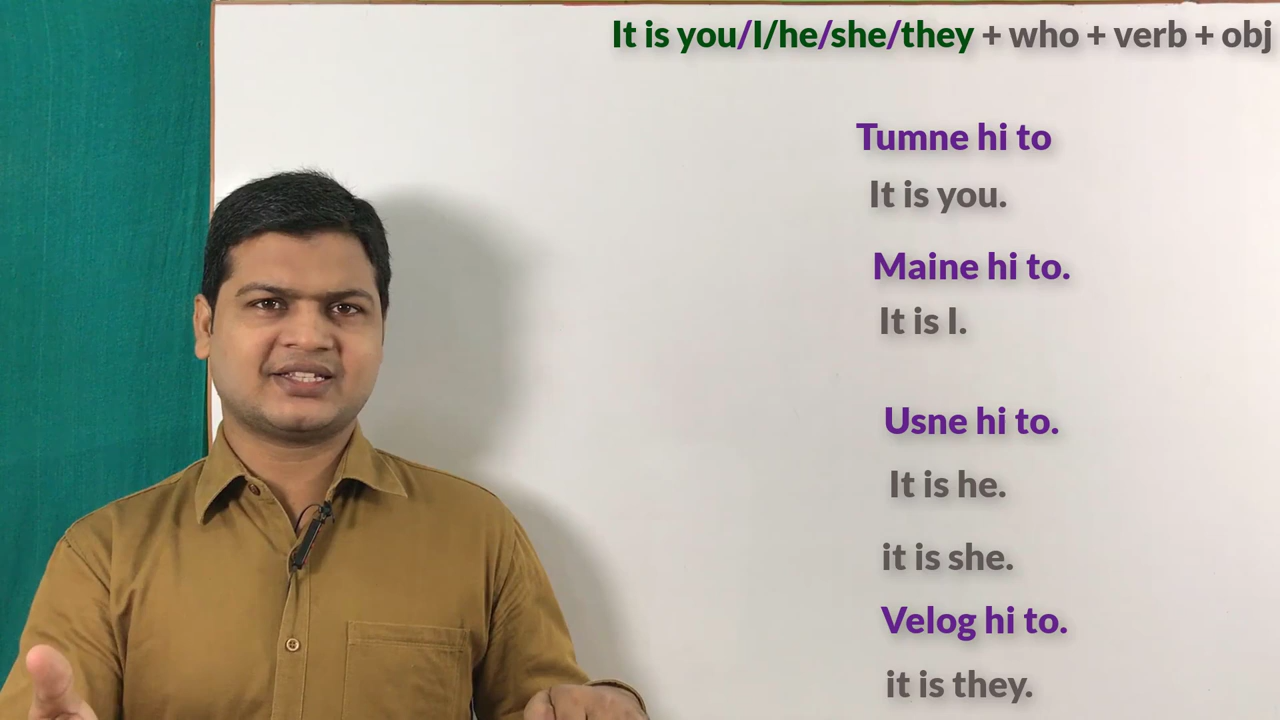 It is you/I/he/she/they + who + verb + obj
Tumne hi to
It is you.
Maine hi to.
It is I.
Usne hi to.
It is he.
it is she.
Velog hi to.
it is they.